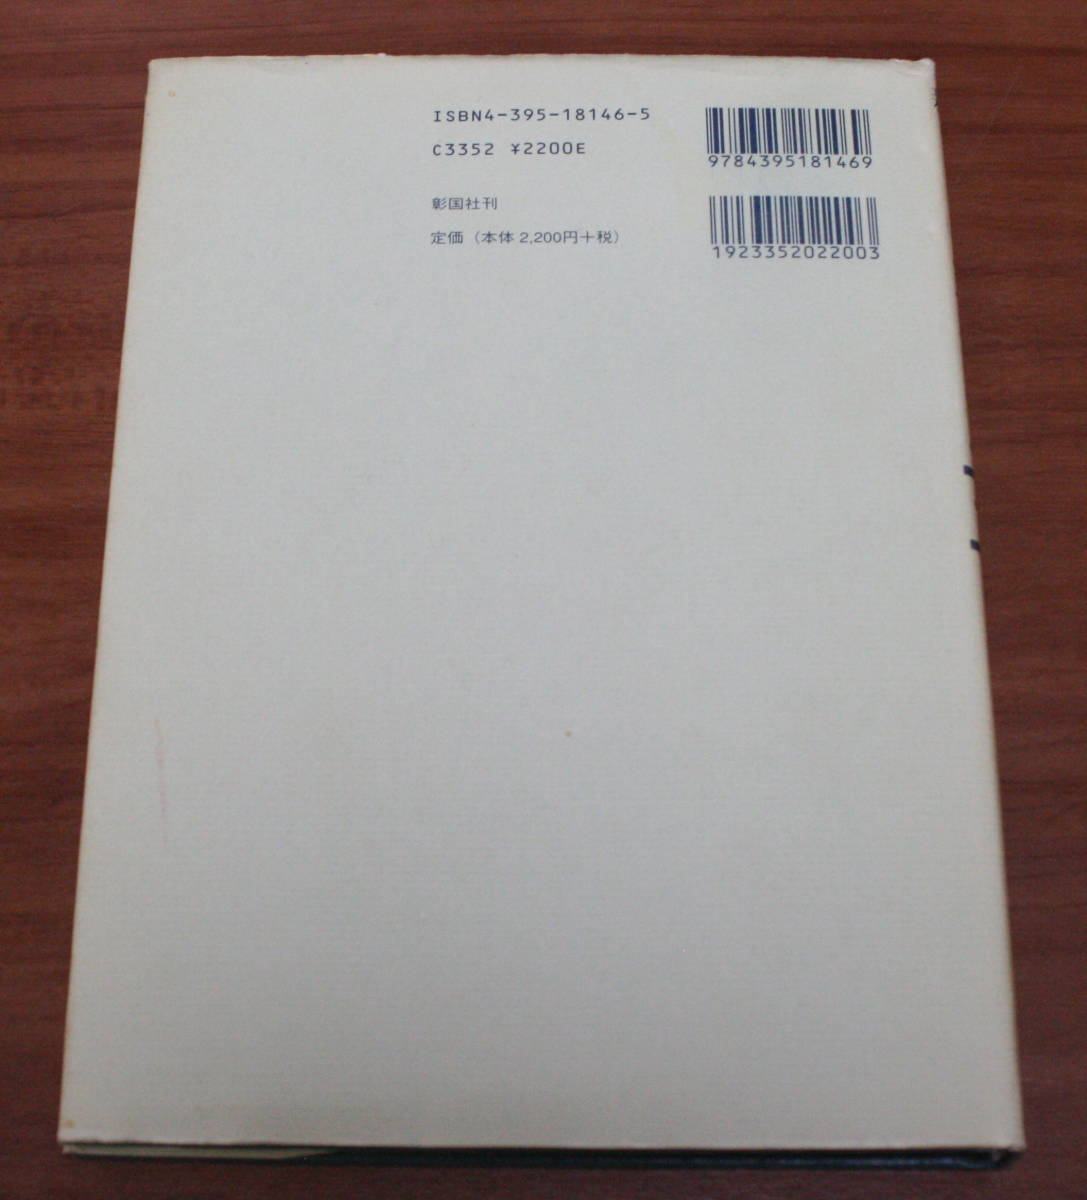 ISBN4-395-18146-5
C3352 ¥2200E
彰国社刊
定価（本体2,200円＋税）
9784395181469
1923352022003